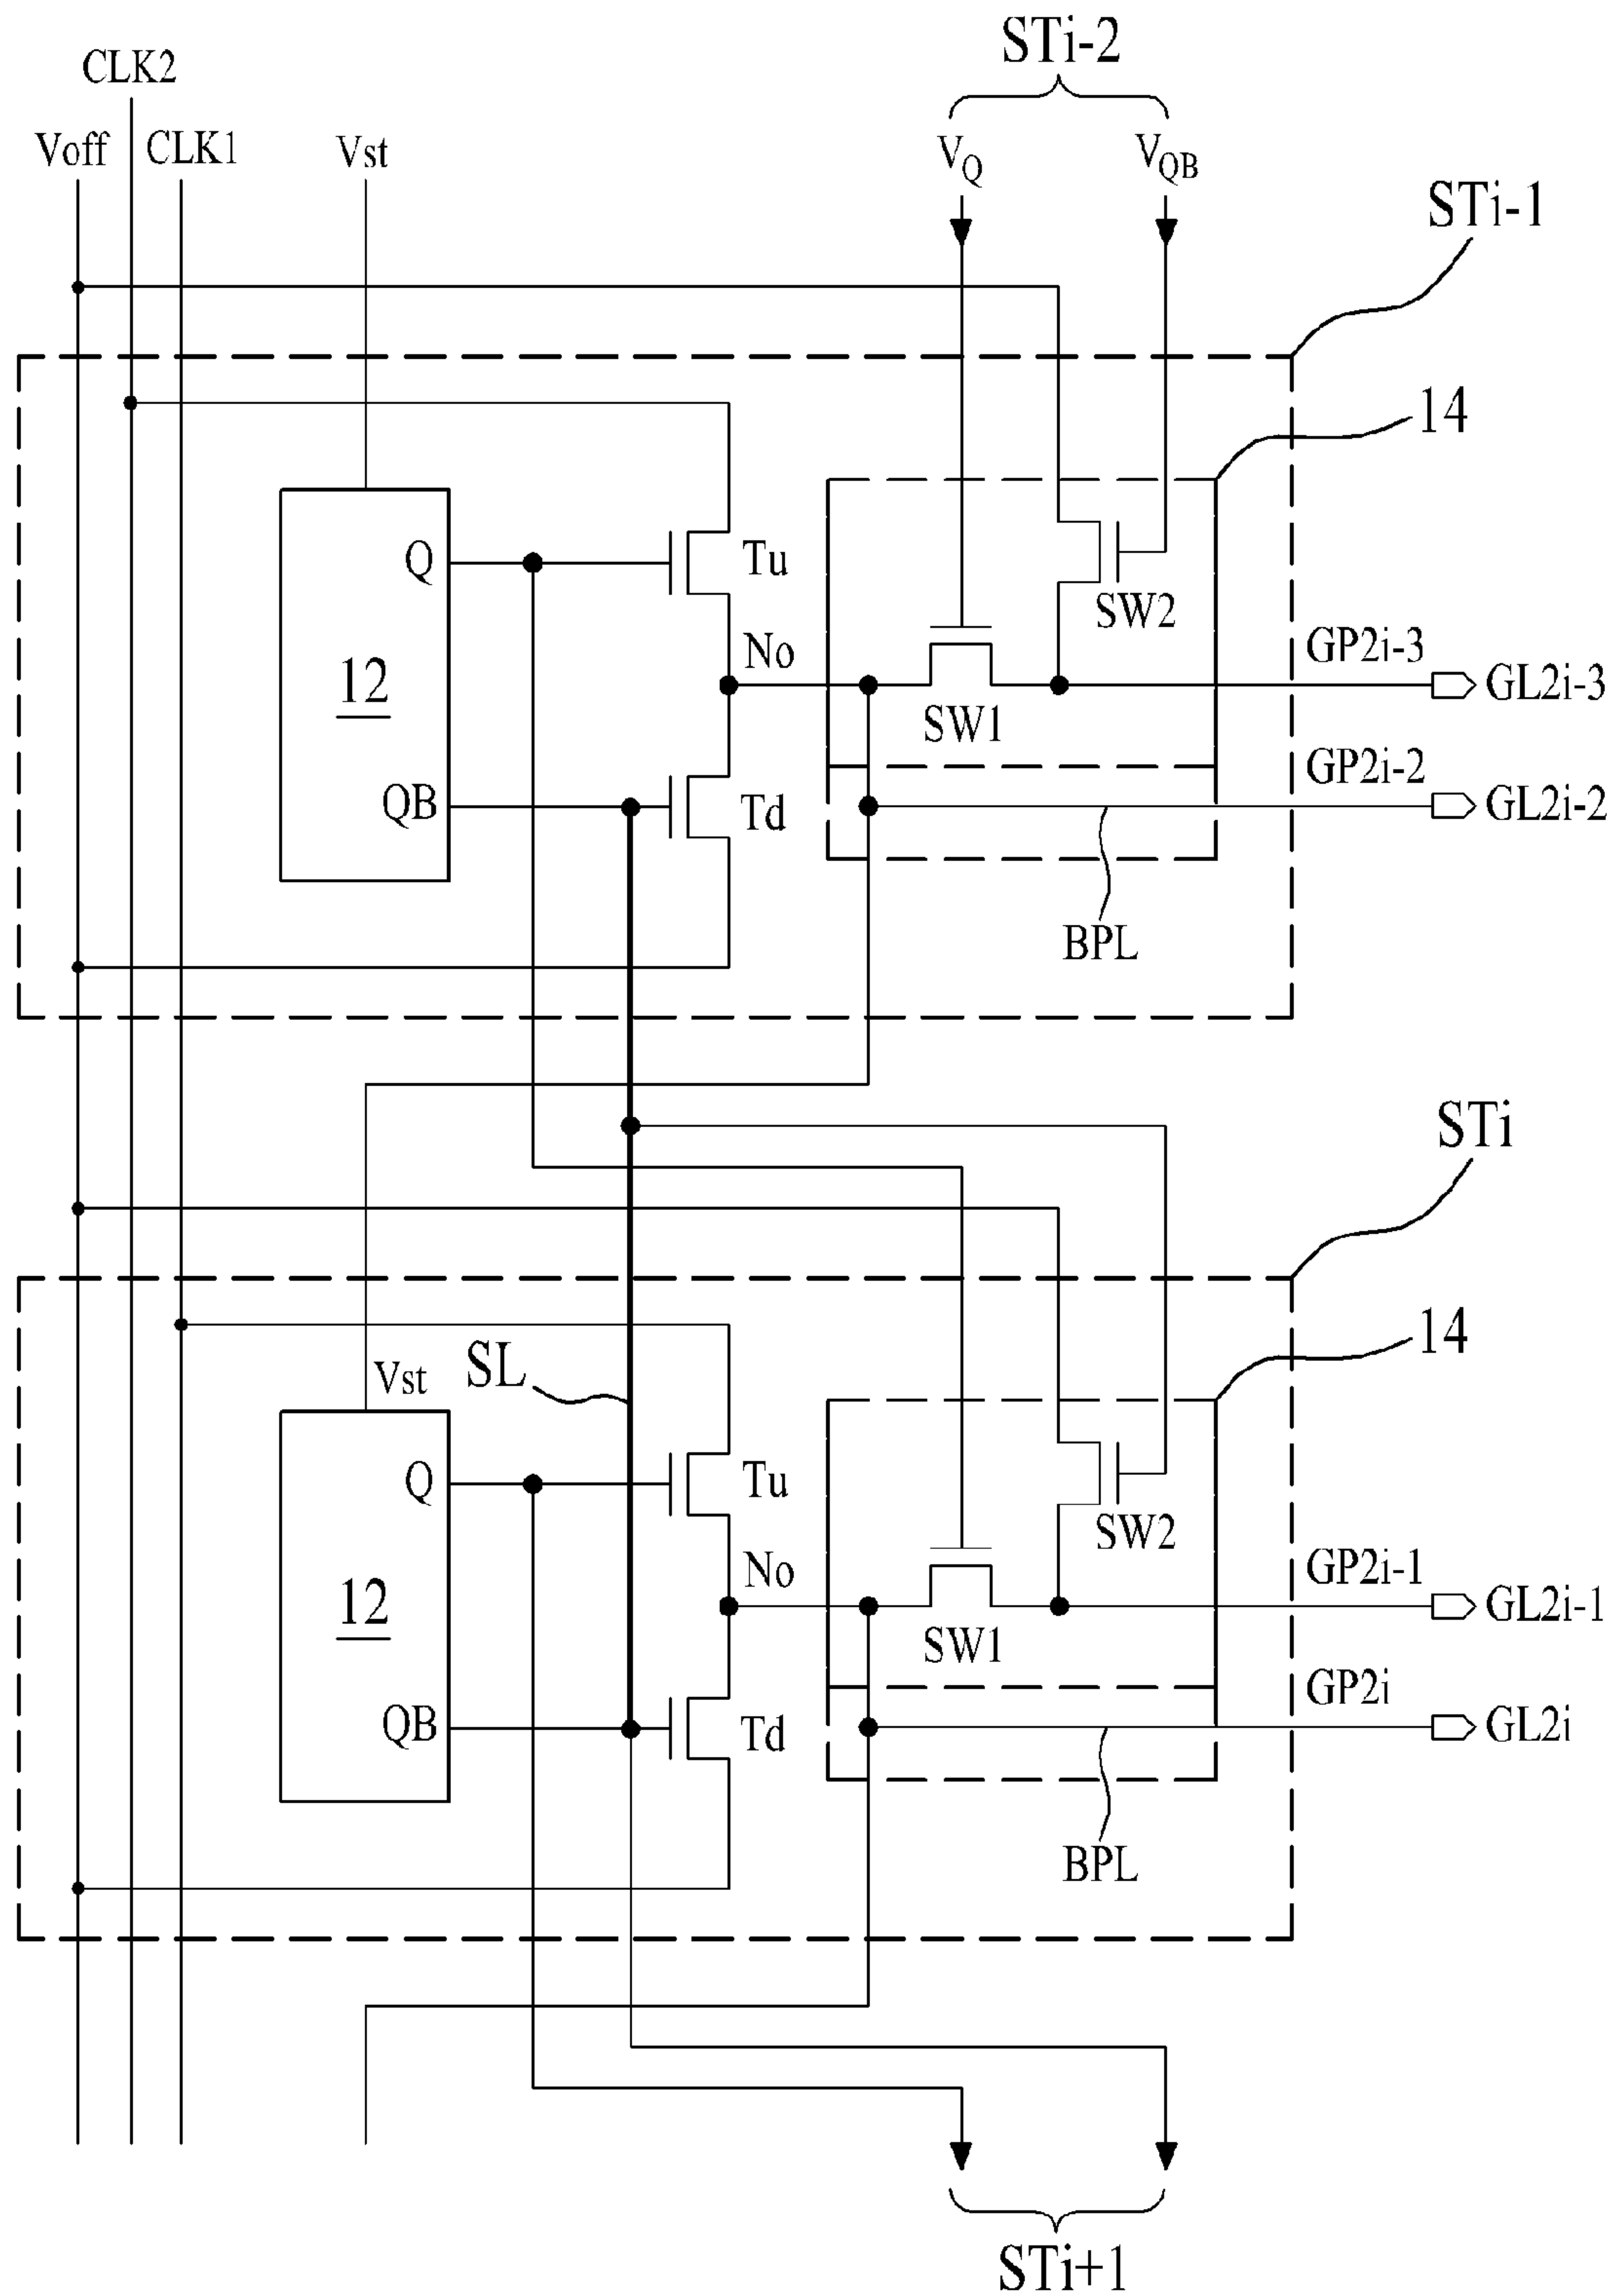 STi-2
CLK2
Voff CLK1 Vst VQ VQB
STi-1
14
Q Tu
SW2
No GP2i-3
12 GL2i-3
SW1
GP2i-2
QB Td GL2i-2
BPL
STi
14
SL
Vst
Q Tu
SW2
No GP2i-1
12 GL2i-1
SW1
GP2i
QB Td GL2i
BPL
STi+1